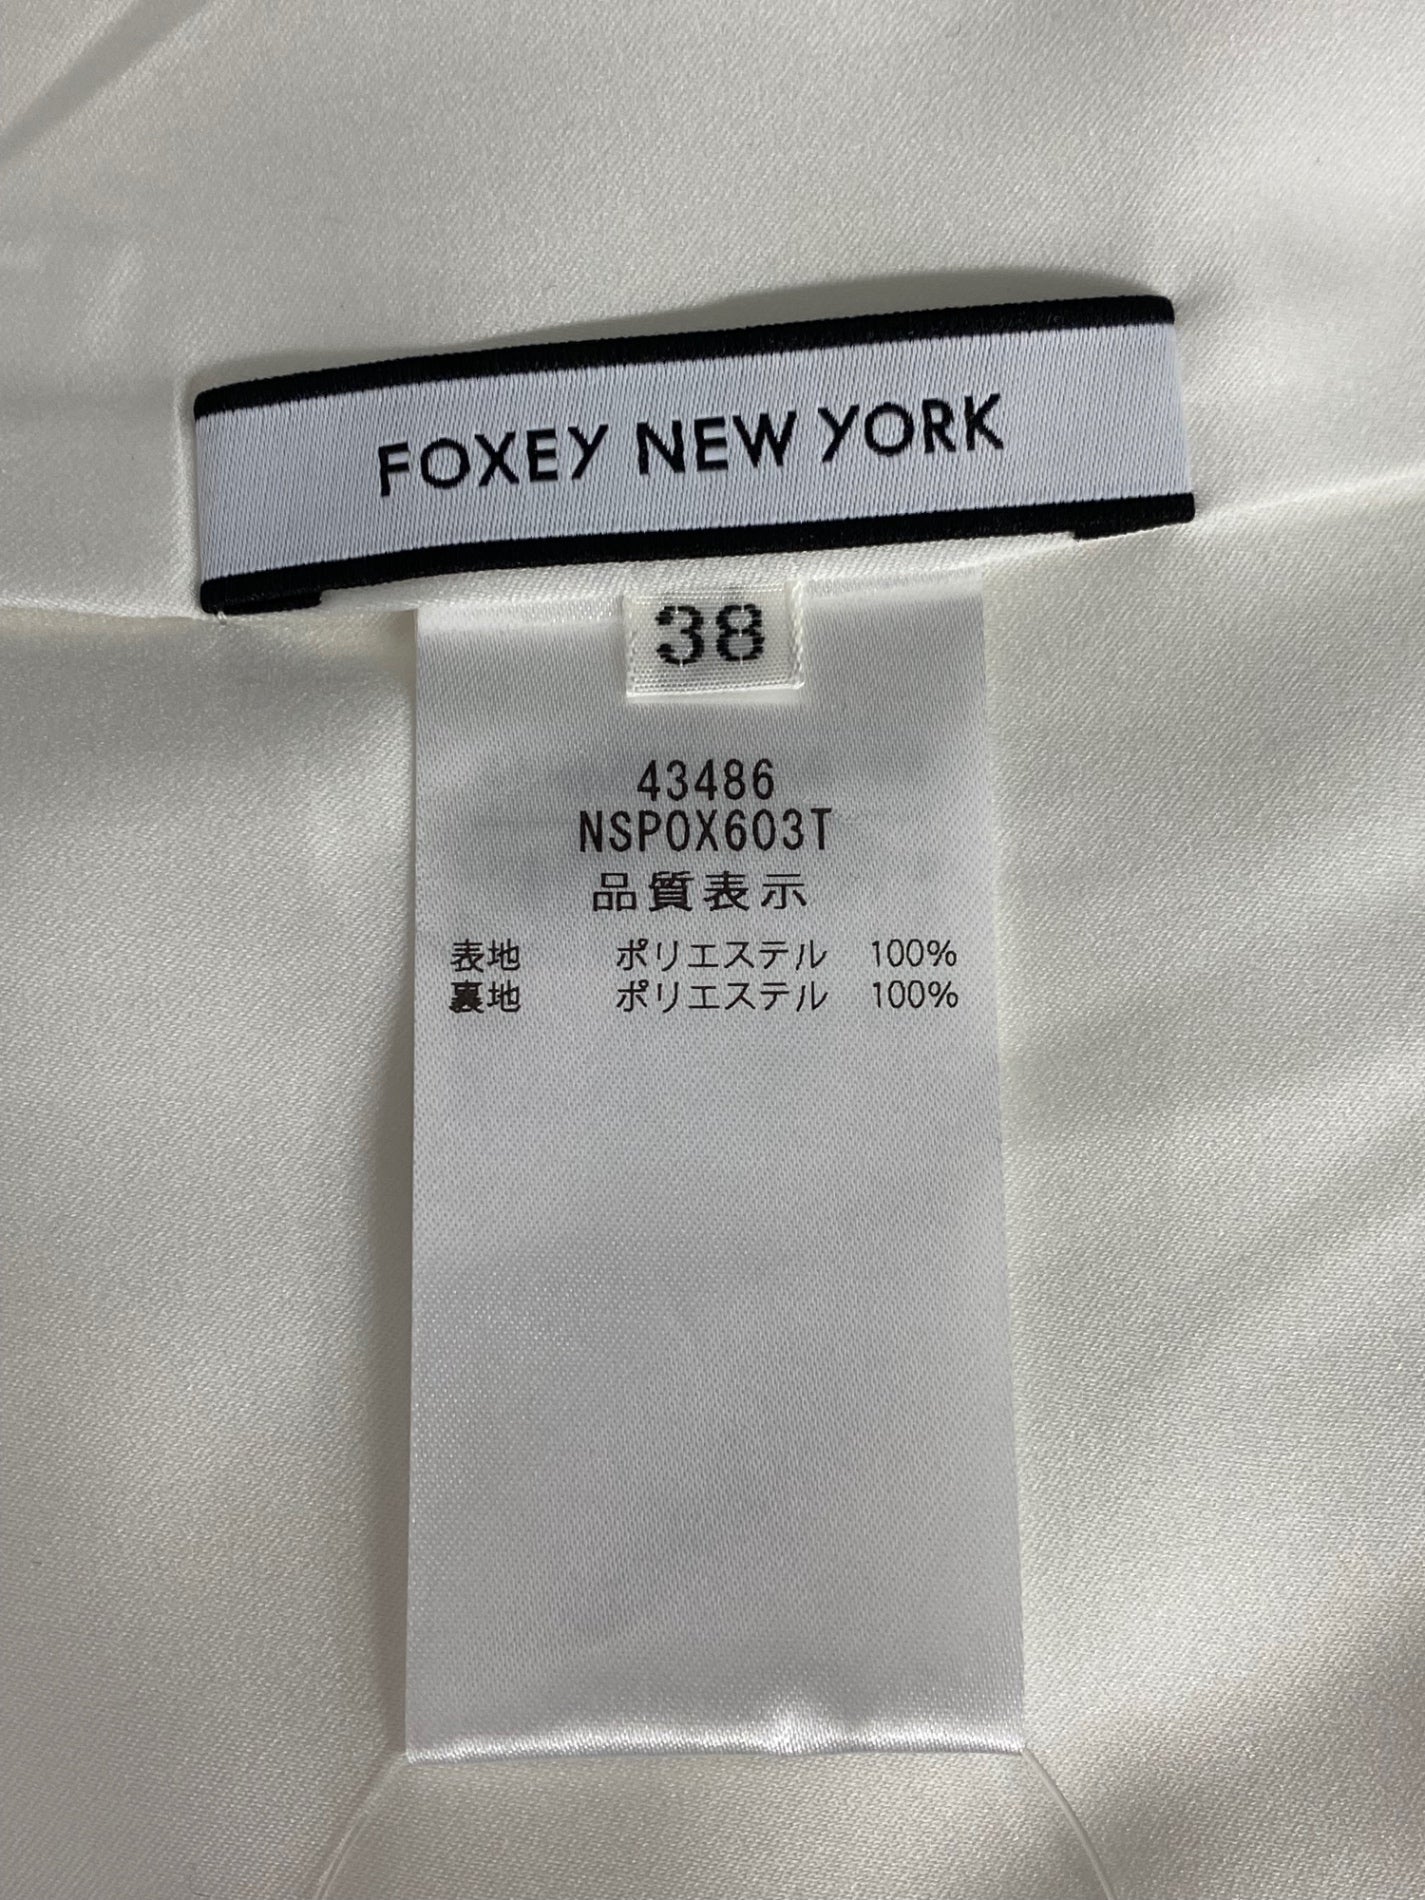 FOXEY NEW YORK
38
43486
NSPOX603T
品質表示
表地 ポリエステル 100%
裏地 ポリエステル 100%